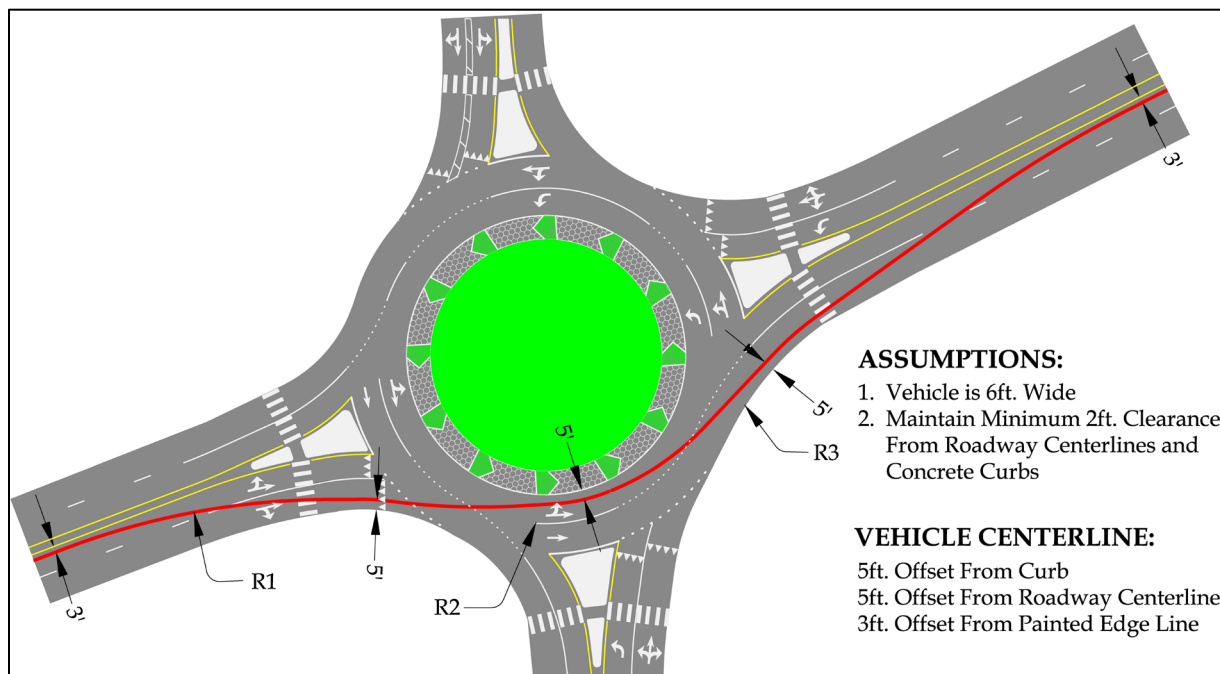 3'
ASSUMPTIONS:
1. Vehicle is 6ft. Wide
2. Maintain Minimum 2ft. Clearance
From Roadway Centerlines and
Concrete Curbs
5'
R3
5'
VEHICLE CENTERLINE:
5ft. Offset From Curb
5ft. Offset From Roadway Centerline
3ft. Offset From Painted Edge Line
R1
5'
R2
3'